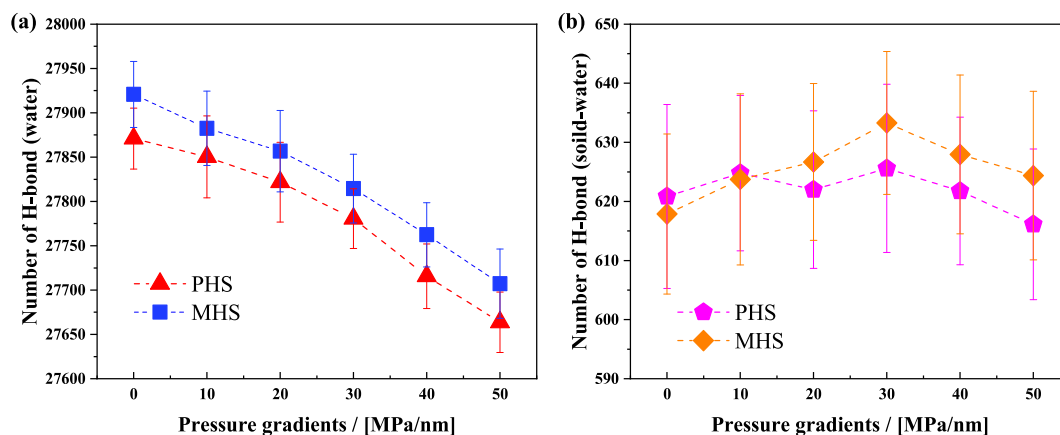 (a)
Number of H-bond (water)
28000
27950
27900
27850
27800
27750
27700
27650
27600
PHS
MHS
0 10 20 30 40 50
Pressure gradients / [MPa/nm]
(b)
Number of H-bond (soild-water)
650
640
630
620
610
600
590
PHS
MHS
0 10 20 30 40 50
Pressure gradients / [MPa/nm]